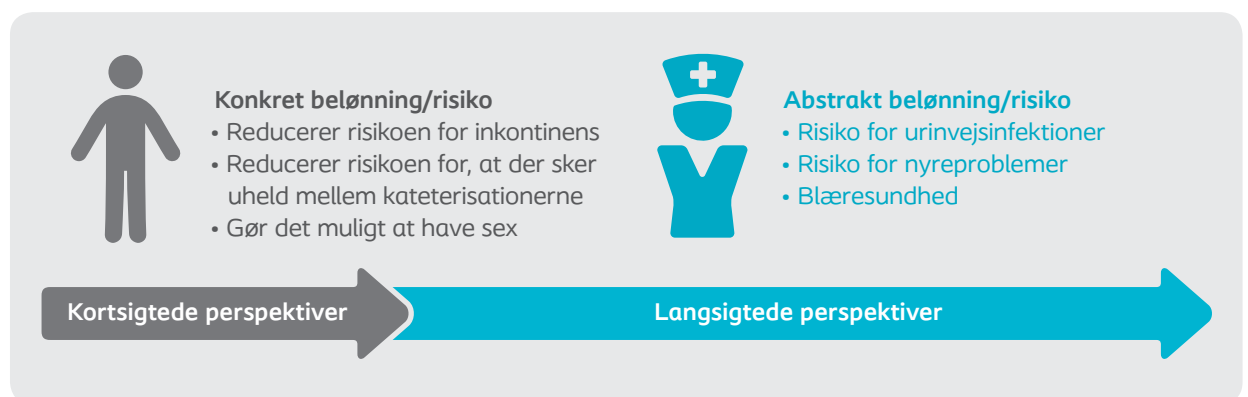 Konkret belønning/risiko
• Reducerer risikoen for inkontinens
• Reducerer risikoen for, at der sker
uheld mellem kateterisationerne
• Gør det muligt at have sex
Abstrakt belønning/risiko
• Risiko for urinvejsinfektioner
• Risiko for nyreproblemer
• Blæresundhed
Kortsigtede perspektiver
Langsigtede perspektiver